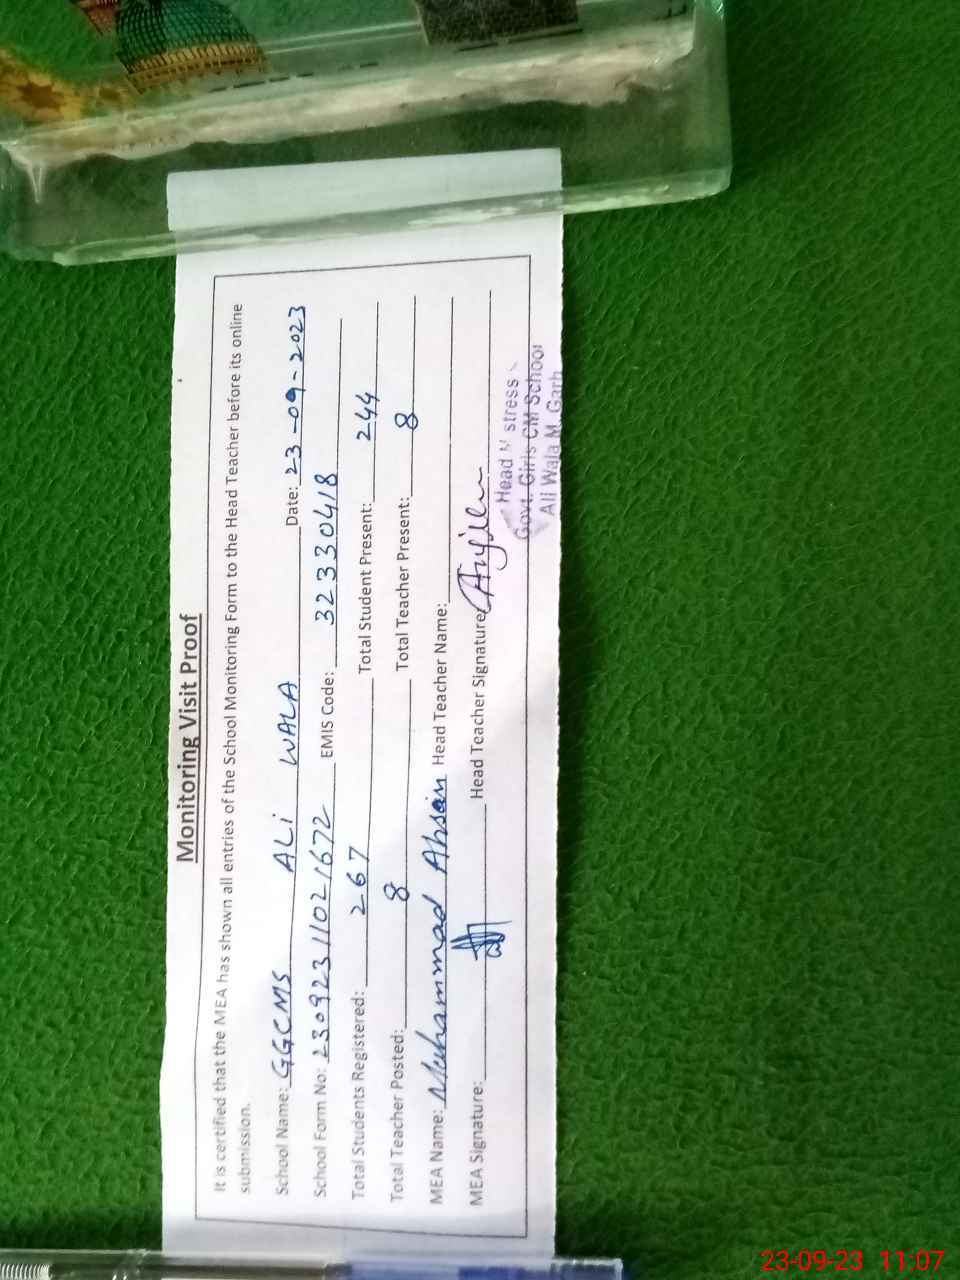 Monitoring Visit Proof
It is certified that the MEA has shown all entries of the School Monitoring Form to the Head Teacher before its online
submission.
School Name: GGCMS ALi WALA Date: 23-09-2023
School Form No: 23092311021672 EMIS Code: 32330418
Total Students Registered: 267 Total Student Present: 244
Total Teacher Posted: 8 Total Teacher Present: 8
MEA Name: Muhammad Ahsan Head Teacher Name:
MEA Signature: Head Teacher Signature
Head M stress
Govt. Girls CM School
Ali Wala M. Garh
23-09-23 11:07